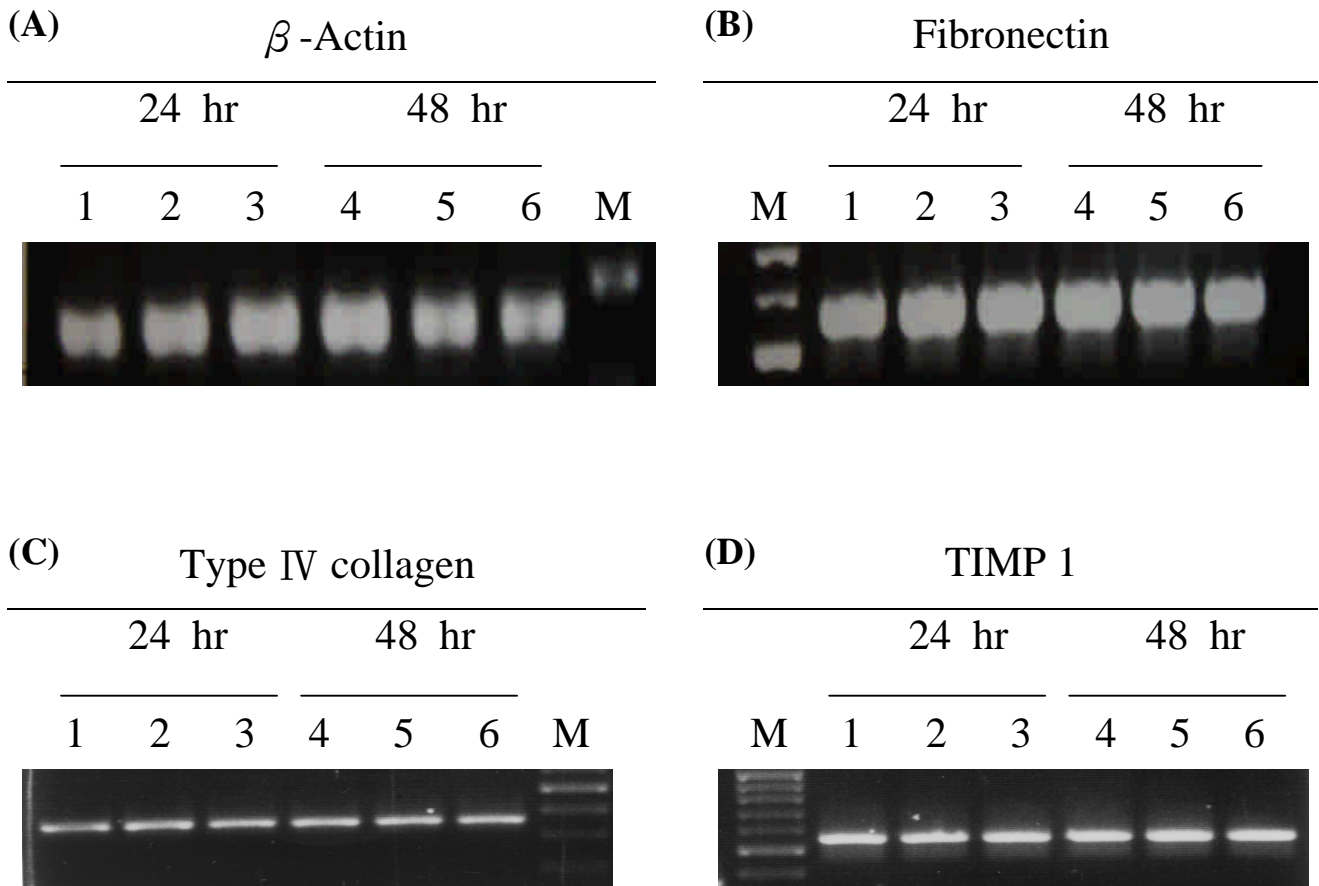 (A) β-Actin
24 hr 48 hr
1 2 3 4 5 6 M
(B) Fibronectin
24 hr 48 hr
M 1 2 3 4 5 6
(C) Type Ⅳ collagen
24 hr 48 hr
1 2 3 4 5 6 M
(D) TIMP 1
24 hr 48 hr
M 1 2 3 4 5 6